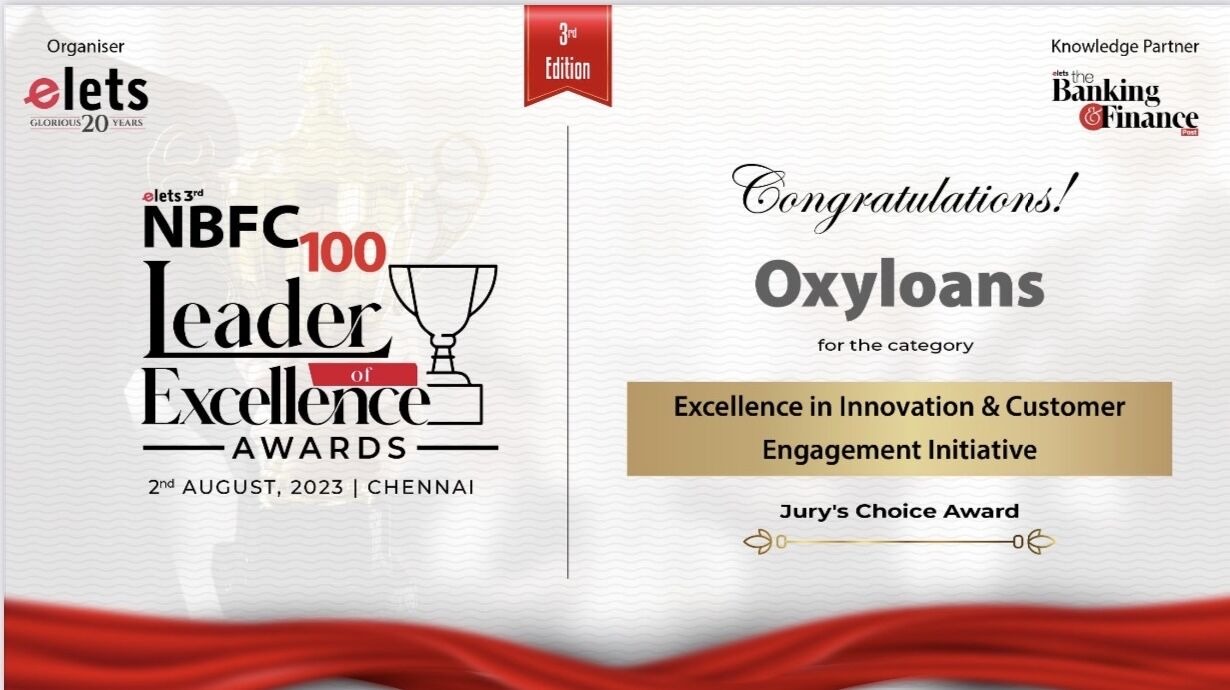 Organiser
elets
GLORIOUS 20 YEARS
3rd
Edition
Knowledge Partner
elets the
Banking
&Finance
Post
elets 3rd
NBFC100
Leader
of
Excellence
AWARDS
2nd AUGUST, 2023 | CHENNAI
Congratulations!
Oxyloans
for the category
Excellence in Innovation & Customer
Engagement Initiative
Jury's Choice Award